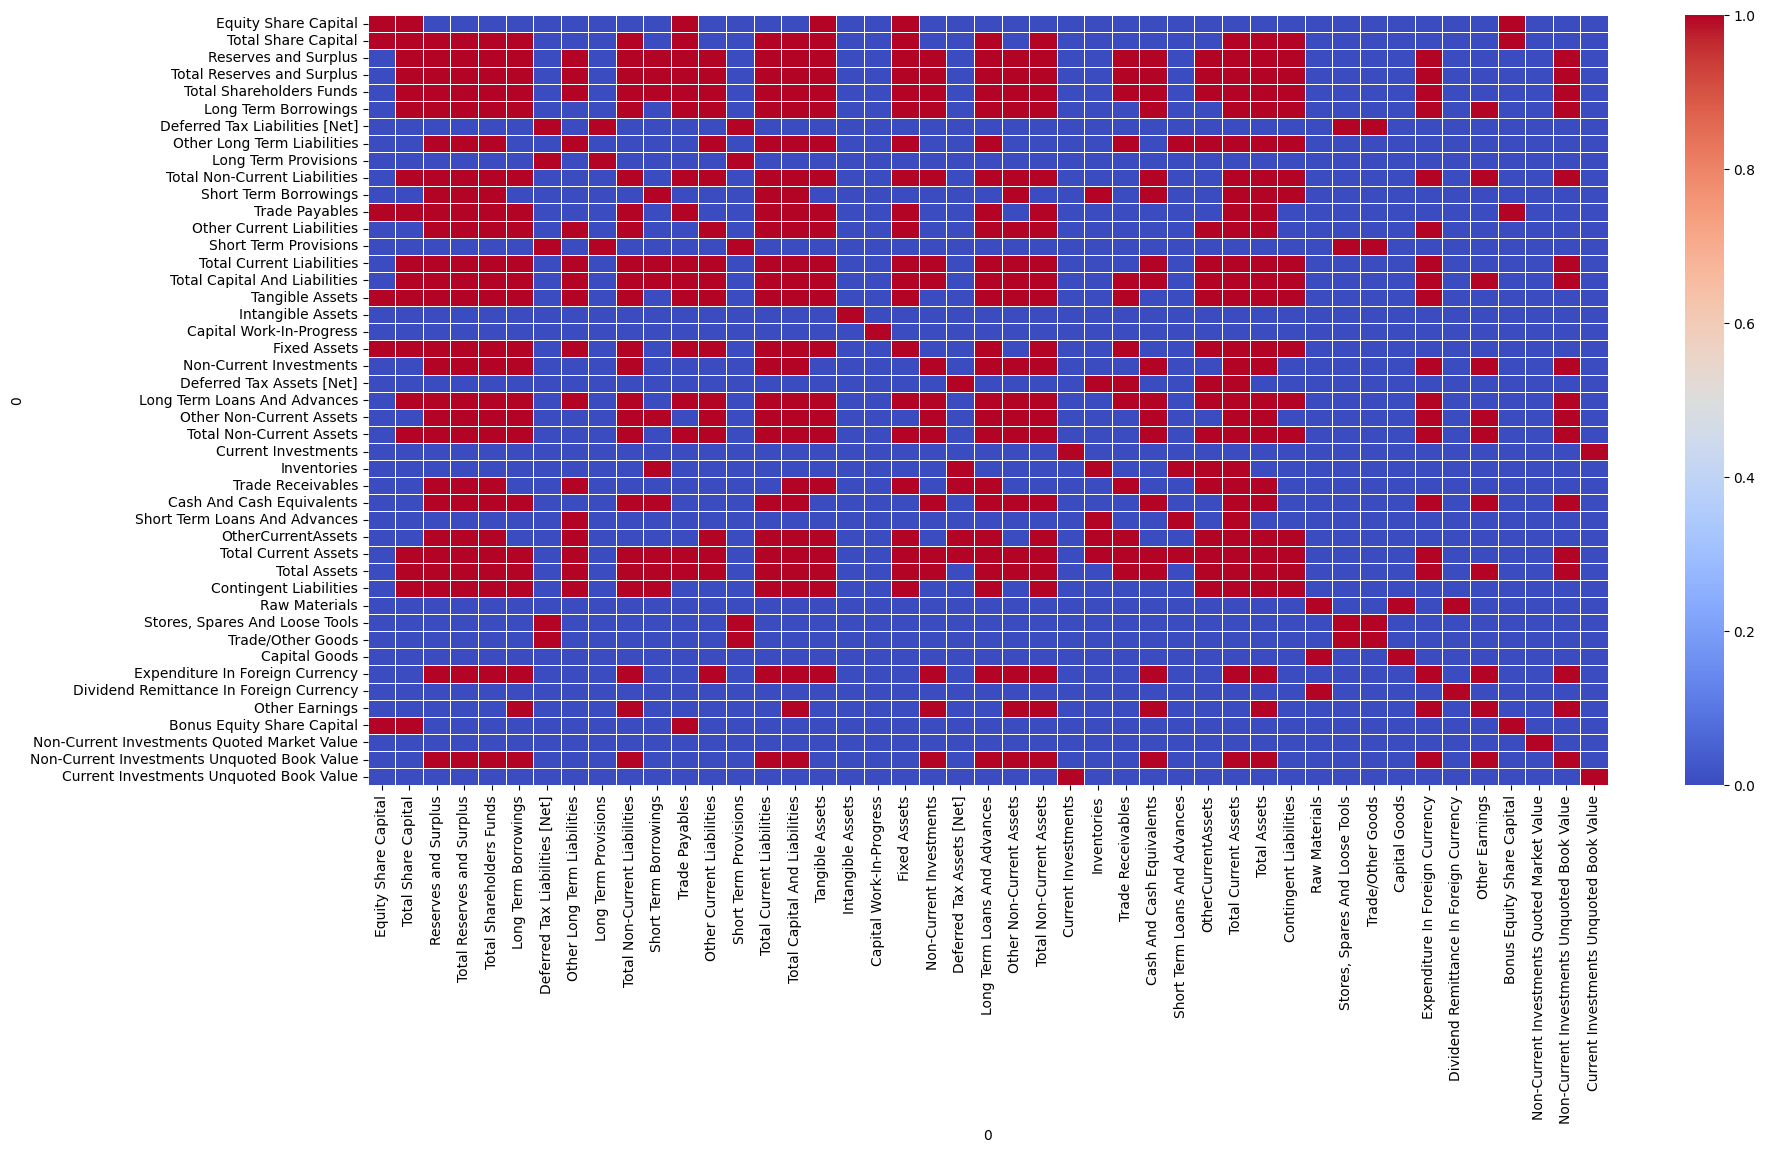 Equity Share Capital
Total Share Capital
Reserves and Surplus
Total Reserves and Surplus
Total Shareholders Funds
Long Term Borrowings
Deferred Tax Liabilities [Net]
Other Long Term Liabilities
Long Term Provisions
Total Non-Current Liabilities
Short Term Borrowings
Trade Payables
Other Current Liabilities
Short Term Provisions
Total Current Liabilities
Total Capital And Liabilities
Tangible Assets
Intangible Assets
Capital Work-In-Progress
Fixed Assets
Non-Current Investments
Deferred Tax Assets [Net]
Long Term Loans And Advances
Other Non-Current Assets
Total Non-Current Assets
Current Investments
Inventories
Trade Receivables
Cash And Cash Equivalents
Short Term Loans And Advances
OtherCurrentAssets
Total Current Assets
Total Assets
Contingent Liabilities
Raw Materials
Stores, Spares And Loose Tools
Trade/Other Goods
Capital Goods
Expenditure In Foreign Currency
Dividend Remittance In Foreign Currency
Other Earnings
Bonus Equity Share Capital
Non-Current Investments Quoted Market Value
Non-Current Investments Unquoted Book Value
Current Investments Unquoted Book Value
0
Equity Share Capital
Total Share Capital
Reserves and Surplus
Total Reserves and Surplus
Total Shareholders Funds
Long Term Borrowings
Deferred Tax Liabilities [Net]
Other Long Term Liabilities
Long Term Provisions
Total Non-Current Liabilities
Short Term Borrowings
Trade Payables
Other Current Liabilities
Short Term Provisions
Total Current Liabilities
Total Capital And Liabilities
Tangible Assets
Intangible Assets
Capital Work-In-Progress
Fixed Assets
Non-Current Investments
Deferred Tax Assets [Net]
Long Term Loans And Advances
Other Non-Current Assets
Total Non-Current Assets
Current Investments
Inventories
Trade Receivables
Cash And Cash Equivalents
Short Term Loans And Advances
OtherCurrentAssets
Total Current Assets
Total Assets
Contingent Liabilities
Raw Materials
Stores, Spares And Loose Tools
Trade/Other Goods
Capital Goods
Expenditure In Foreign Currency
Dividend Remittance In Foreign Currency
Other Earnings
Bonus Equity Share Capital
Non-Current Investments Quoted Market Value
Non-Current Investments Unquoted Book Value
Current Investments Unquoted Book Value
0
1.0
0.8
0.6
0.4
0.2
0.0